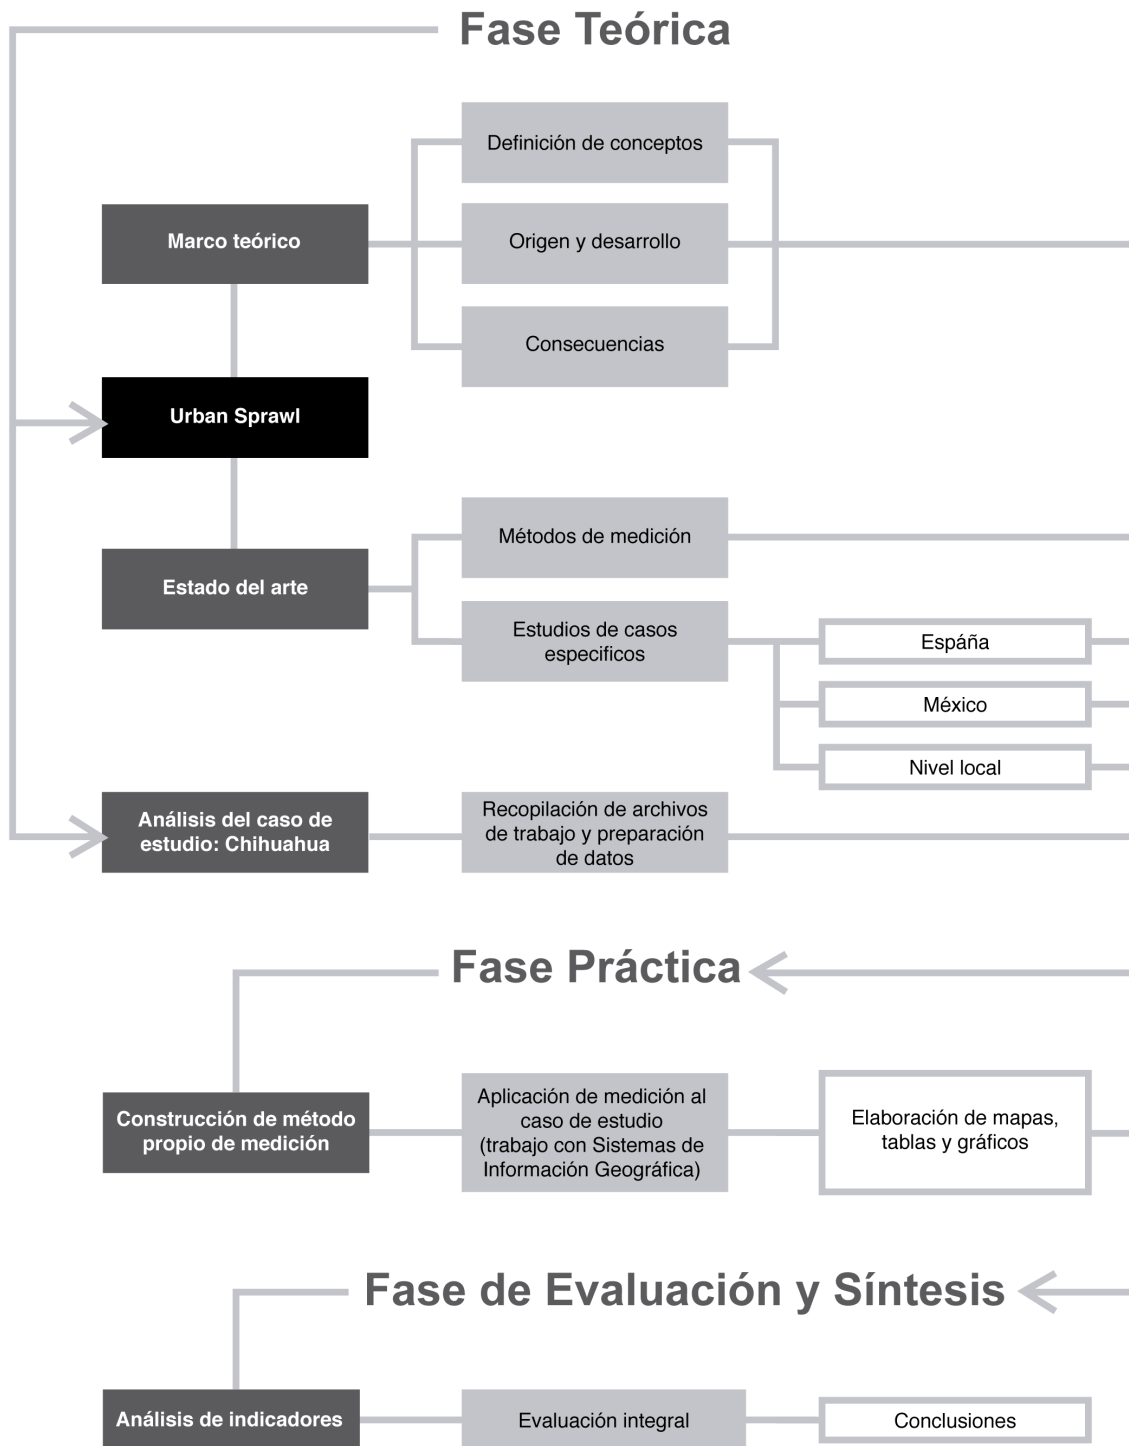 Fase Teórica
Definición de conceptos
Marco teórico
Origen y desarrollo
Consecuencias
Urban Sprawl
Métodos de medición
Estado del arte
Estudios de casos
especificos
Espáña
México
Nivel local
Análisis del caso de
estudio: Chihuahua
Recopilación de archivos
de trabajo y preparación
de datos
Fase Práctica
Construcción de método
propio de medición
Aplicación de medición al
caso de estudio
(trabajo con Sistemas de
Información Geográfica)
Elaboración de mapas,
tablas y gráficos
Fase de Evaluación y Síntesis
Análisis de indicadores
Evaluación integral
Conclusiones